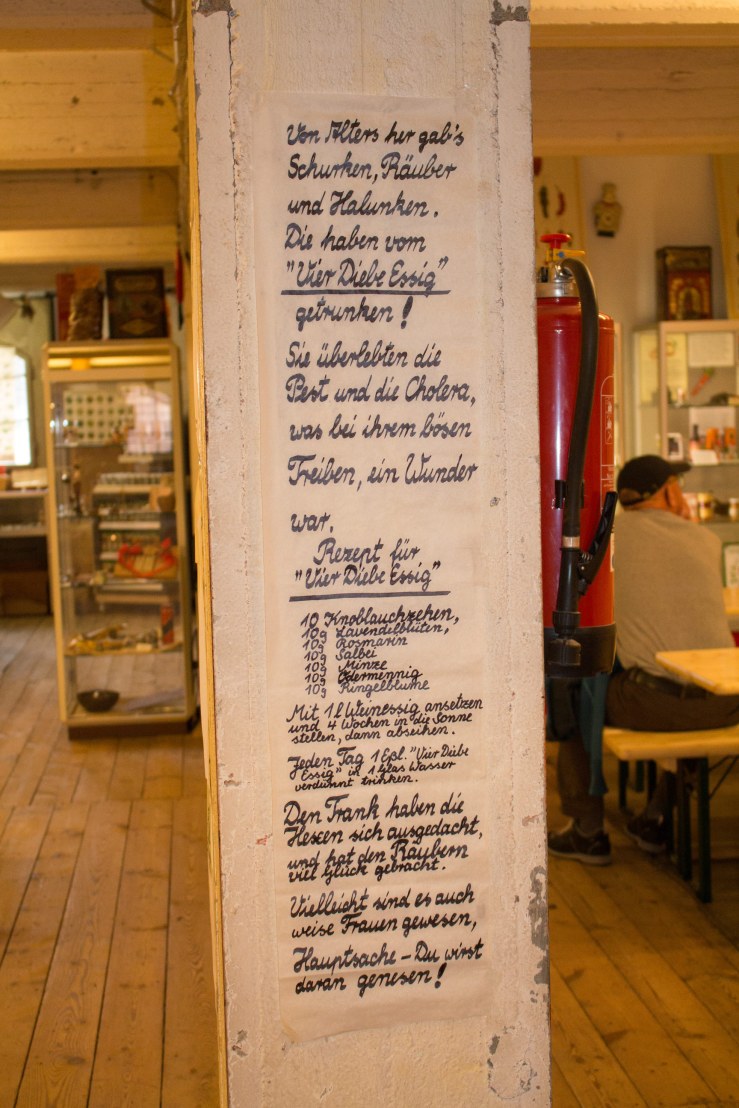 Von Alters her gab's
Schurken, Räuber
und Halunken.
Die haben vom
"Vier Diebe Essig"
getrunken!
Sie überlebten die
Pest und die Cholera,
was bei ihrem bösen
Treiben, ein Wunder
war.
Rezept für
"Vier Diebe Essig"
10 Knoblauchzehen,
10g Lavendelblüten,
10g Rosmarin
10g Salbei
10g Minze
10g Odermennig
10g Ringelblume
Mit 1 l Weinessig ansetzen
und 4 Wochen in die Sonne
stellen, dann abseihen.
Jeden Tag 1 Epl. "Vier Diebe
Essig" in 1 Glas Wasser
verdünnt trinken.
Den Trank haben die
Hexen sich ausgedacht,
und hat den Räubern
viel Glück gebracht.
Vielleicht sind es auch
weise Frauen gewesen,
Hauptsache - Du wirst
daran genesen!